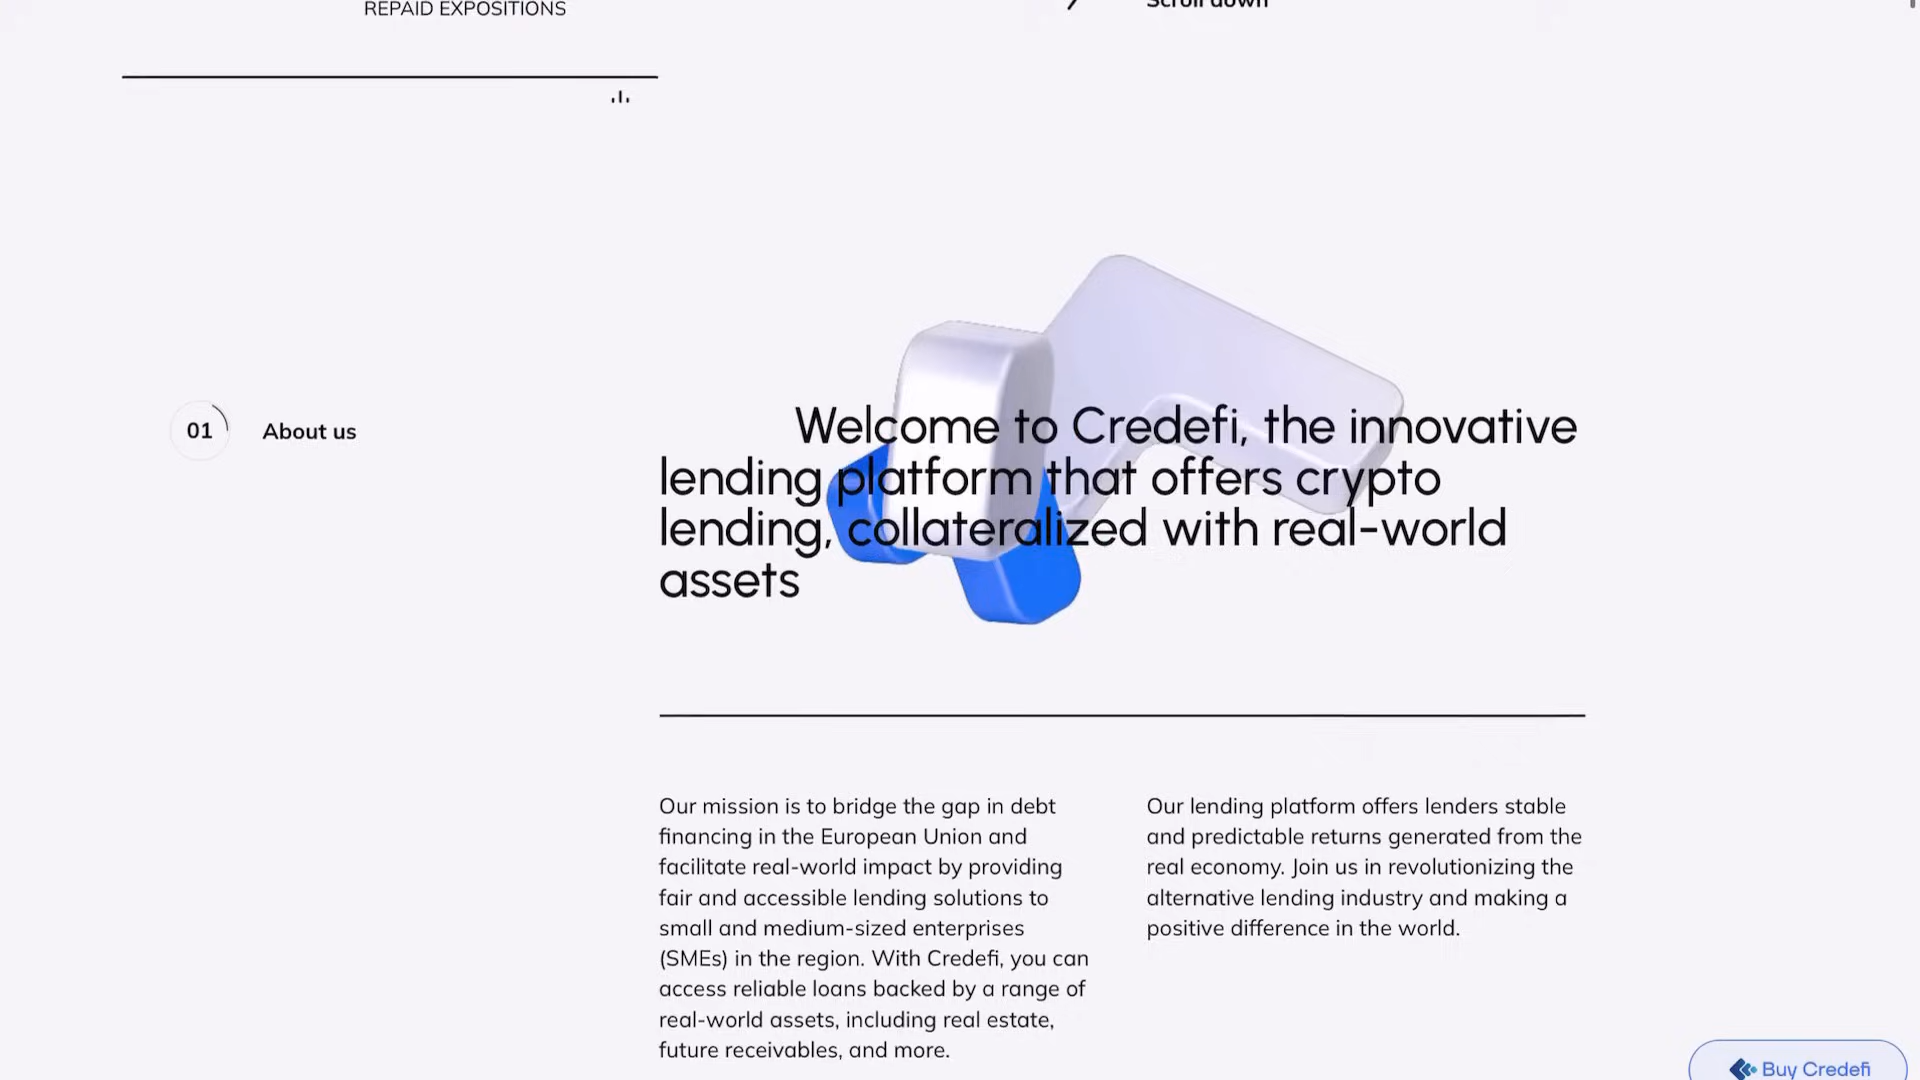 REPAID EXPOSITIONS
Scroll down
01
About us
Welcome to Credefi, the innovative
lending platform that offers crypto
lending, collateralized with real-world
assets
Our mission is to bridge the gap in debt
financing in the European Union and
facilitate real-world impact by providing
fair and accessible lending solutions to
small and medium-sized enterprises
(SMEs) in the region. With Credefi, you can
access reliable loans backed by a range of
real-world assets, including real estate,
future receivables, and more.
Our lending platform offers lenders stable
and predictable returns generated from the
real economy. Join us in revolutionizing the
alternative lending industry and making a
positive difference in the world.
Buy Credefi